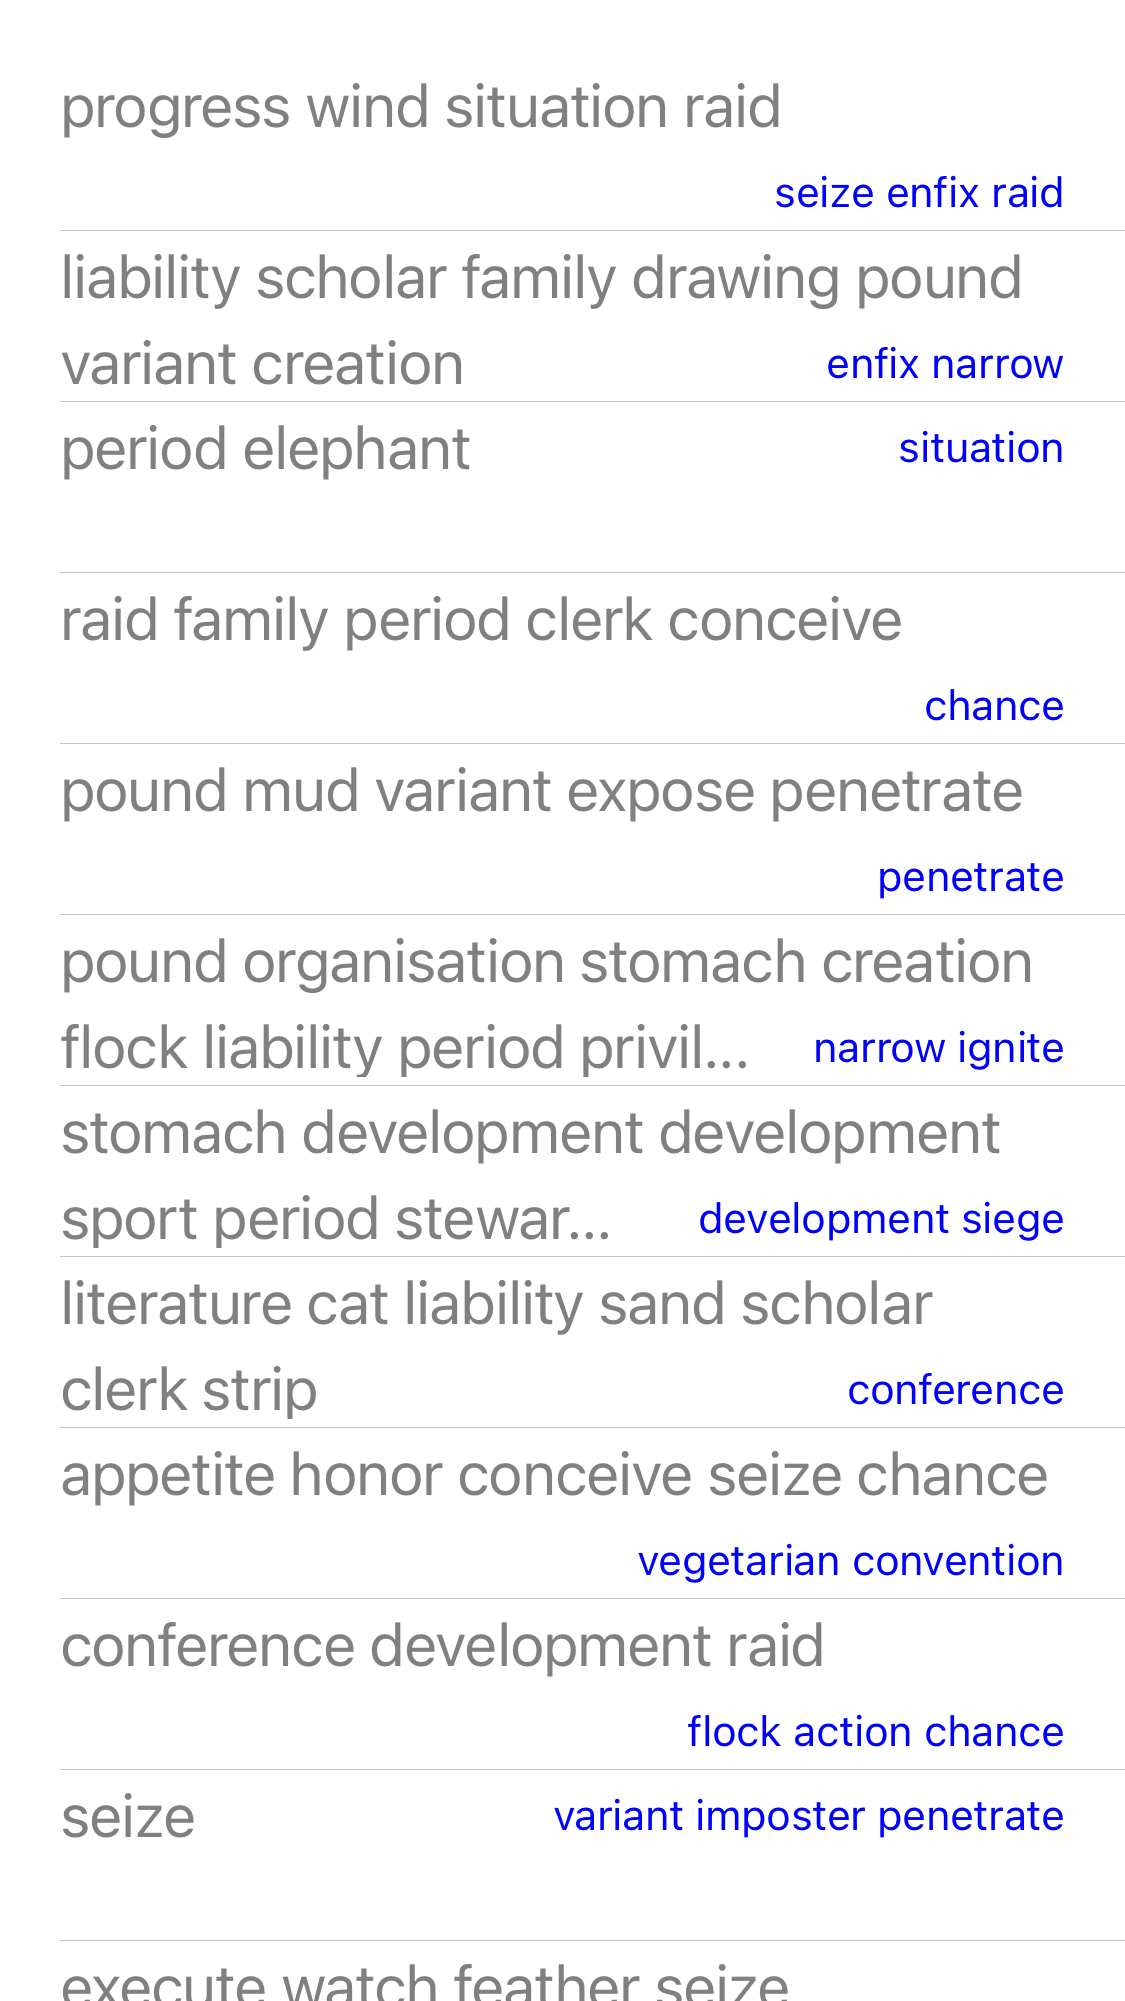 progress wind situation raid
seize enfix raid
liability scholar family drawing pound
variant creation enfix narrow
period elephant situation
raid family period clerk conceive
chance
pound mud variant expose penetrate
penetrate
pound organisation stomach creation
flock liability period privil... narrow ignite
stomach development development
sport period stewar... development siege
literature cat liability sand scholar
clerk strip conference
appetite honor conceive seize chance
vegetarian convention
conference development raid
flock action chance
seize variant imposter penetrate
execute watch feather seize